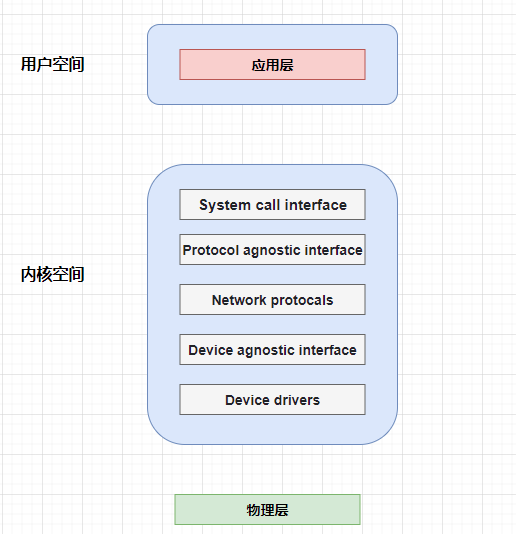 用户空间
应用层
System call interface
Protocol agnostic interface
内核空间
Network protocals
Device agnostic interface
Device drivers
物理层